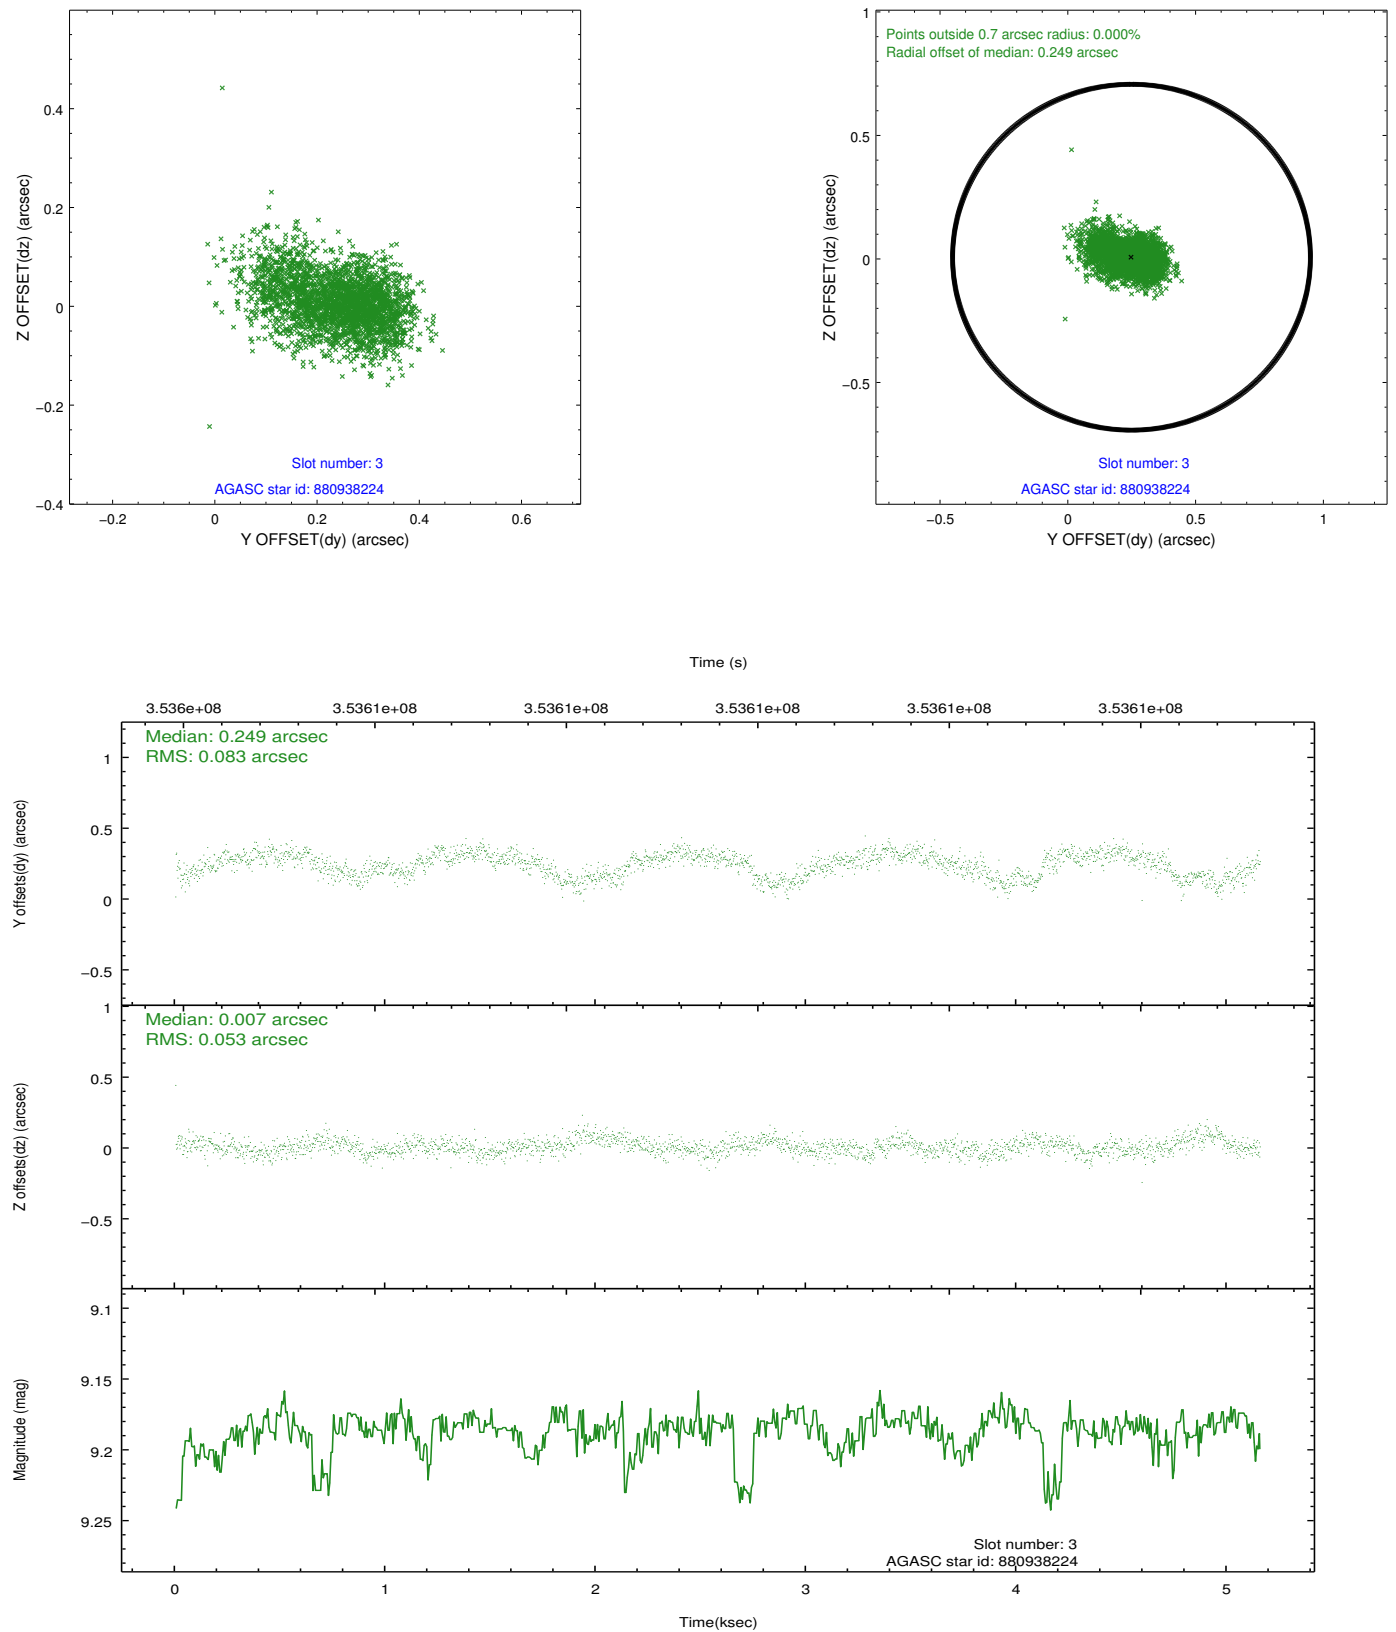 0.4
0.2
0
−0.2
−0.4
Z OFFSET(dz) (arcsec)
Slot number: 3
AGASC star id: 880938224
−0.2 0 0.2 0.4 0.6
Y OFFSET(dy) (arcsec)
1
0.5
0
−0.5
Z OFFSET(dz) (arcsec)
Points outside 0.7 arcsec radius: 0.000%
Radial offset of median: 0.249 arcsec
Slot number: 3
AGASC star id: 880938224
−0.5 0 0.5 1
Y OFFSET(dy) (arcsec)
Time (s)
3.536e+08 3.5361e+08 3.5361e+08 3.5361e+08 3.5361e+08 3.5361e+08
Median: 0.249 arcsec
RMS: 0.083 arcsec
1
0.5
0
−0.5
Y offsets(dy) (arcsec)
Median: 0.007 arcsec
RMS: 0.053 arcsec
1
0.5
0
−0.5
Z offsets(dz) (arcsec)
9.1
9.15
9.2
9.25
Magnitude (mag)
Slot number: 3
AGASC star id: 880938224
0 1 2 3 4 5
Time(ksec)